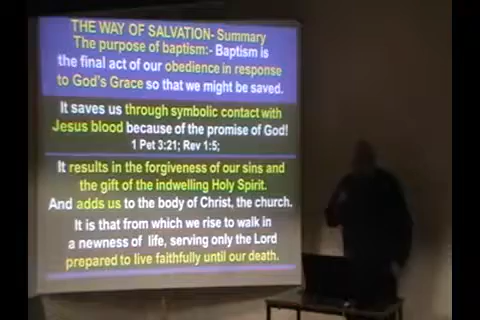 THE WAY OF SALVATION- Summary
The purpose of baptism:- Baptism is
the final act of our obedience in response
to God's Grace so that we might be saved.
It saves us through symbolic contact with
Jesus blood because of the promise of God!
1 Pet 3:21; Rev 1:5;
It results in the forgiveness of our sins and
the gift of the indwelling Holy Spirit.
And adds us to the body of Christ, the church.
It is that from which we rise to walk in
a newness of life, serving only the Lord
prepared to live faithfully until our death.